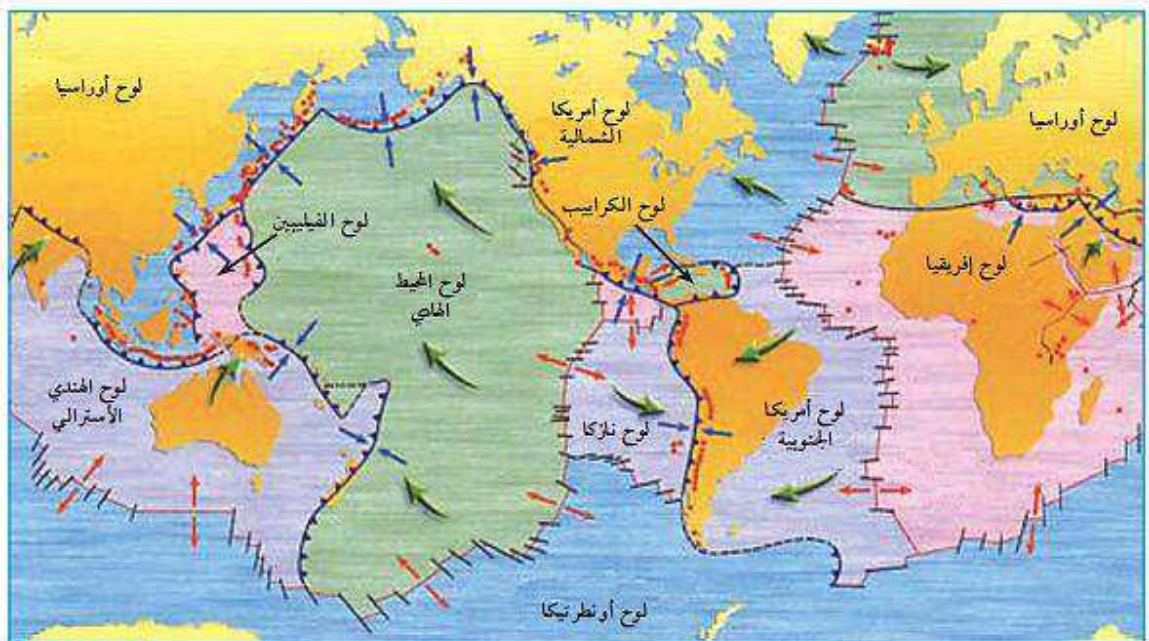 لوح أوراسيا
لوح أمريكا
الشمالية
لوح أوراسيا
لوح الفيليبين
لوح الكراييب
لوح إفريقيا
لوح المحيط
الهادي
لوح الهندي
الأسترالي
لوح نازكا
لوح أمريكا
الجنوبية
لوح أونطرتيكا